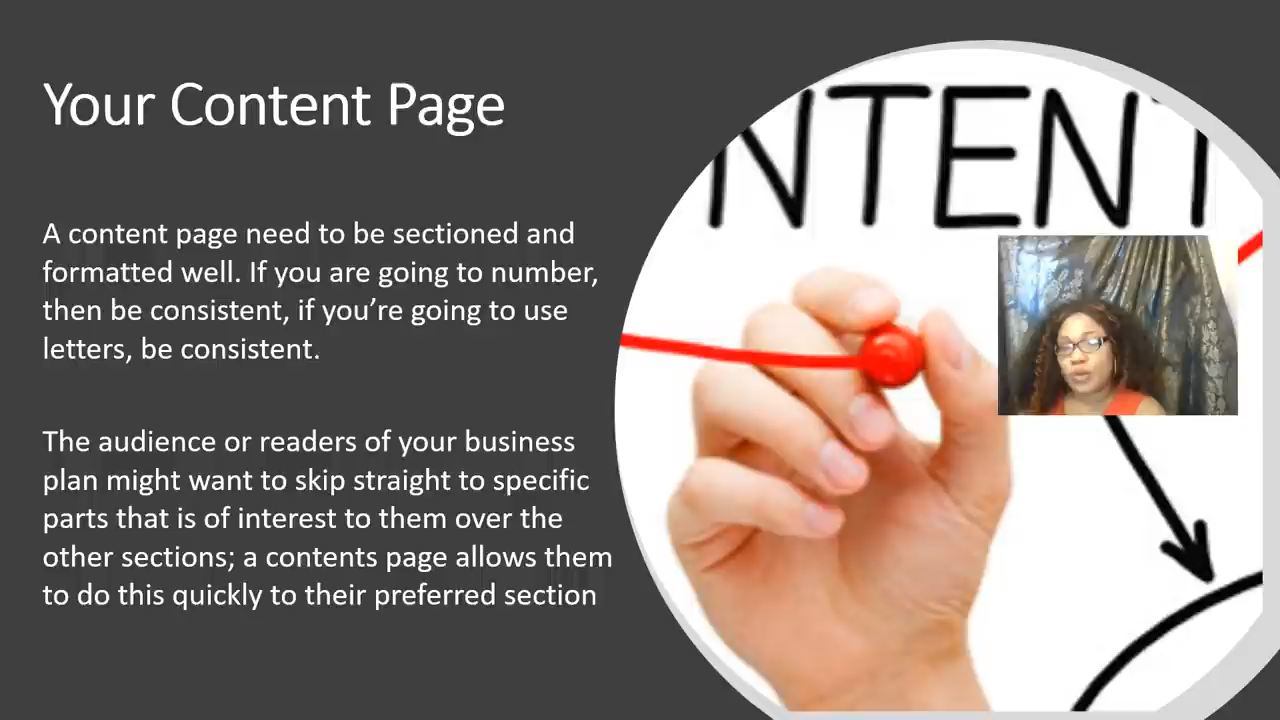 Your Content Page
NTENT
A content page need to be sectioned and
formatted well. If you are going to number,
then be consistent, if you’re going to use
letters, be consistent.
The audience or readers of your business
plan might want to skip straight to specific
parts that is of interest to them over the
other sections; a contents page allows them
to do this quickly to their preferred section